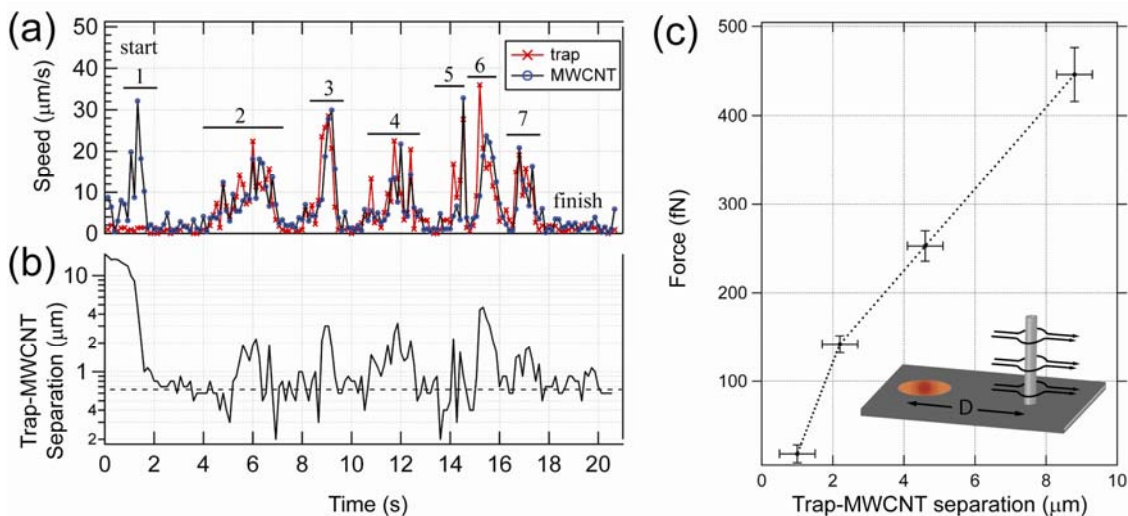 (a)
50
40
30
20
10
0
Speed (μm/s)
start
1
2
3
4
5
6
7
finish
trap
MWCNT
(b)
10
4
2
1
4
2
Trap-MWCNT
Separation (μm)
0 2 4 6 8 10 12 14 16 18 20
Time (s)
(c)
500
400
300
200
100
Force (fN)
D
0 2 4 6 8 10
Trap-MWCNT separation (μm)